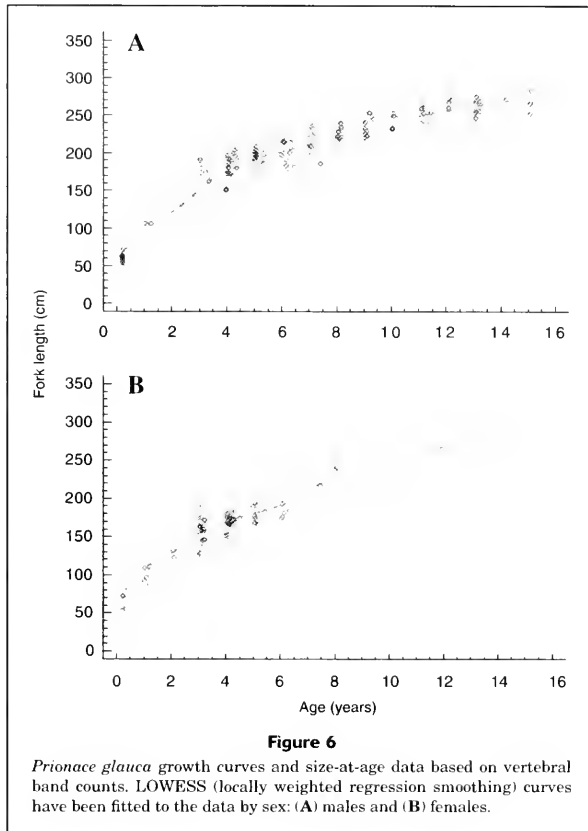 A
350
300
250
200
150
100
50
0
0 2 4 6 8 10 12 14 16
Fork length (cm)
B
350
300
250
200
150
100
50
0
0 2 4 6 8 10 12 14 16
Age (years)
Figure 6
Prionace glauca growth curves and size-at-age data based on vertebral
band counts. LOWESS (locally weighted regression smoothing) curves
have been fitted to the data by sex: (A) males and (B) females.